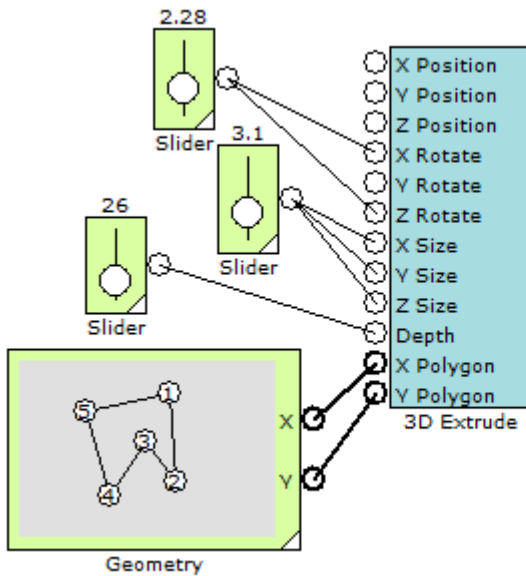 2.28
Slider
3.1
Slider
26
Slider
X Position
Y Position
Z Position
X Rotate
Y Rotate
Z Rotate
X Size
Y Size
Z Size
Depth
X Polygon
Y Polygon
3D Extrude
1
5
3
2
4
X
Y
Geometry